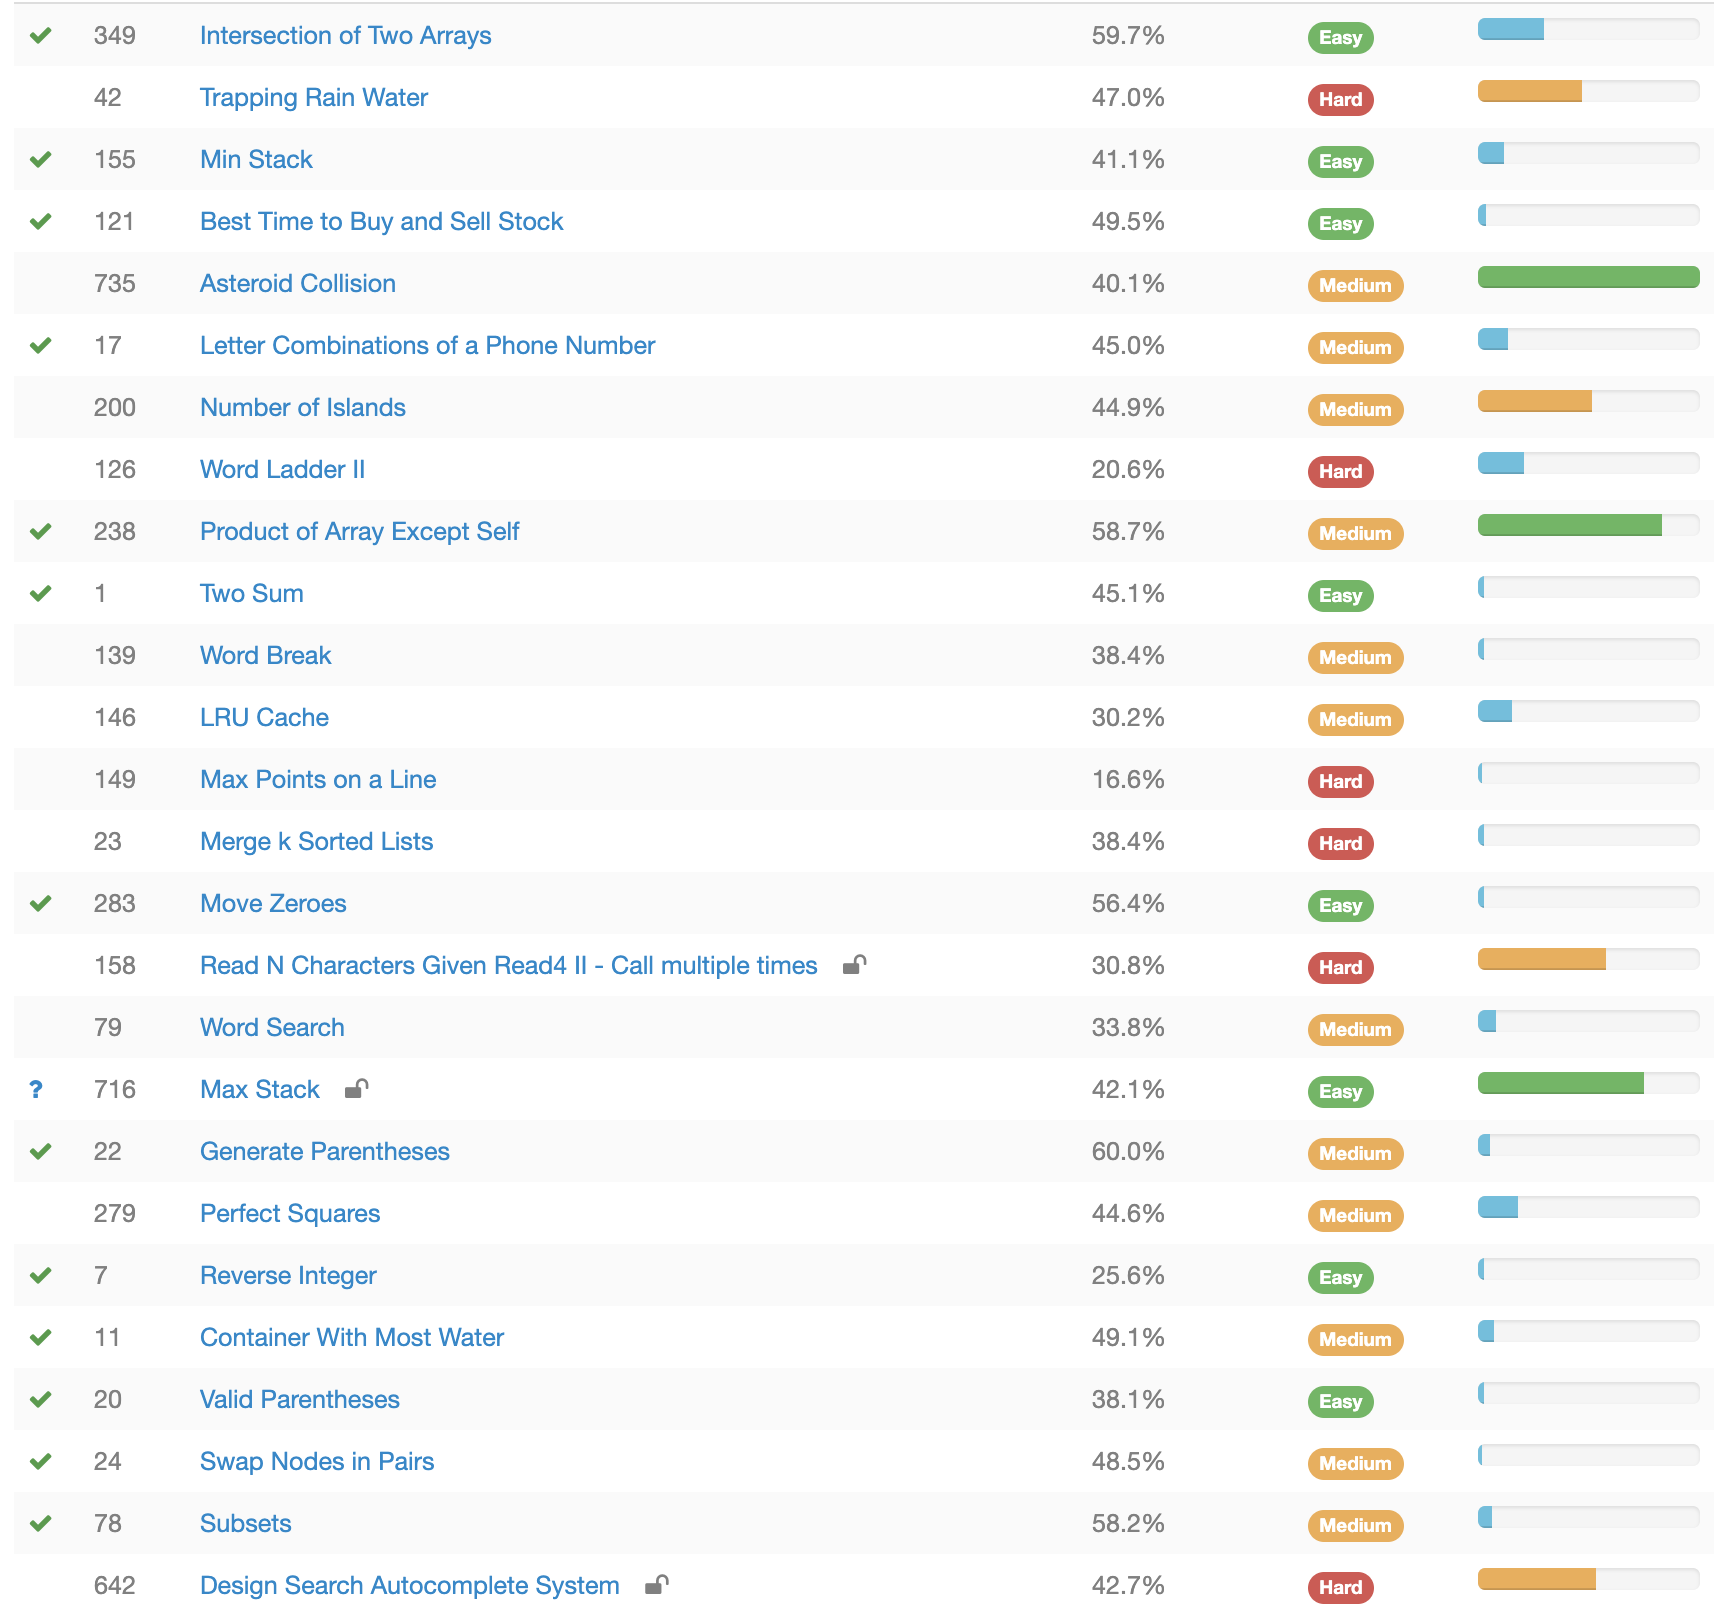 349 Intersection of Two Arrays 59.7% Easy
42 Trapping Rain Water 47.0% Hard
155 Min Stack 41.1% Easy
121 Best Time to Buy and Sell Stock 49.5% Easy
735 Asteroid Collision 40.1% Medium
17 Letter Combinations of a Phone Number 45.0% Medium
200 Number of Islands 44.9% Medium
126 Word Ladder II 20.6% Hard
238 Product of Array Except Self 58.7% Medium
1 Two Sum 45.1% Easy
139 Word Break 38.4% Medium
146 LRU Cache 30.2% Medium
149 Max Points on a Line 16.6% Hard
23 Merge k Sorted Lists 38.4% Hard
283 Move Zeroes 56.4% Easy
158 Read N Characters Given Read4 II - Call multiple times 30.8% Hard
79 Word Search 33.8% Medium
? 716 Max Stack 42.1% Easy
22 Generate Parentheses 60.0% Medium
279 Perfect Squares 44.6% Medium
7 Reverse Integer 25.6% Easy
11 Container With Most Water 49.1% Medium
20 Valid Parentheses 38.1% Easy
24 Swap Nodes in Pairs 48.5% Medium
78 Subsets 58.2% Medium
642 Design Search Autocomplete System 42.7% Hard